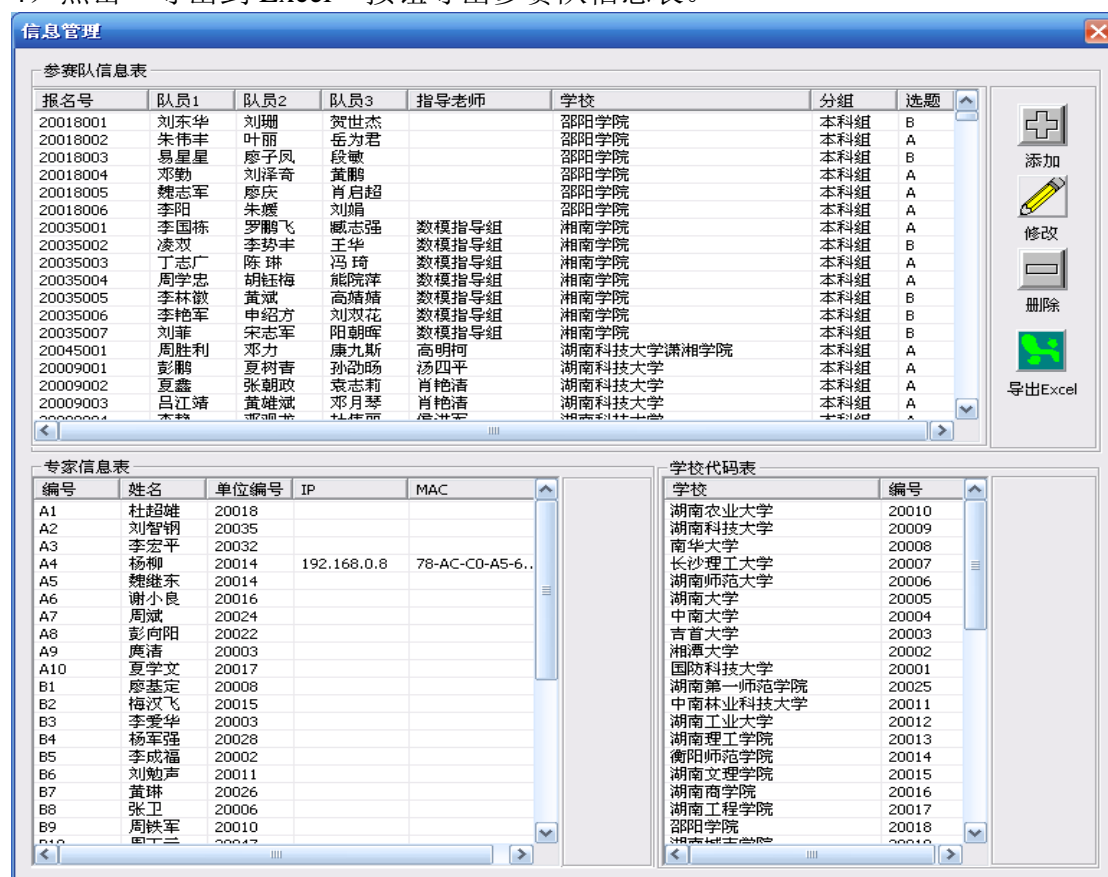 信息管理
参赛队信息表
报名号 队员1 队员2 队员3 指导老师 学校 分组 选题
20018001 刘东华 刘珊 贺世杰 邵阳学院 本科组 B
20018002 朱伟丰 叶丽 岳为君 邵阳学院 本科组 A
20018003 易星星 廖子凤 段敏 邵阳学院 本科组 B
20018004 邓勤 刘泽奇 黄鹏 邵阳学院 本科组 A
20018005 魏志军 廖庆 肖启超 邵阳学院 本科组 A
20018006 李阳 朱媛 刘娟 邵阳学院 本科组 A
20035001 李国栋 罗鹏飞 臧志强 数模指导组 湘南学院 本科组 A
20035002 凌双 李势丰 王华 数模指导组 湘南学院 本科组 B
20035003 丁志广 陈 琳 冯 琦 数模指导组 湘南学院 本科组 A
20035004 周学忠 胡钰梅 熊院萍 数模指导组 湘南学院 本科组 A
20035005 李林徽 黄斌 高婧婧 数模指导组 湘南学院 本科组 B
20035006 李艳军 申绍方 刘双花 数模指导组 湘南学院 本科组 B
20035007 刘菲 宋志军 阳朝晖 数模指导组 湘南学院 本科组 B
20045001 周胜利 邓力 康九斯 高明柯 湖南科技大学潇湘学院 本科组 A
20009001 彭鹏 夏树青 孙劭旸 汤四平 湖南科技大学 本科组 A
20009002 夏鑫 张朝政 袁志莉 肖艳清 湖南科技大学 本科组 A
20009003 吕江靖 黄雄斌 邓月琴 肖艳清 湖南科技大学 本科组 A
添加
修改
删除
导出Excel
专家信息表
编号 姓名 单位编号 IP MAC
A1 杜超雄 20018
A2 刘智钢 20035
A3 李宏平 20032
A4 杨柳 20014 192.168.0.8 78-AC-C0-A5-6..
A5 魏继东 20014
A6 谢小良 20016
A7 周斌 20024
A8 彭向阳 20022
A9 庹清 20003
A10 夏学文 20017
B1 廖基定 20008
B2 梅汉飞 20015
B3 李爱华 20003
B4 杨军强 20028
B5 李成福 20002
B6 刘勉声 20011
B7 黄琳 20026
B8 张卫 20006
B9 周铁军 20010
学校代码表
学校 编号
湖南农业大学 20010
湖南科技大学 20009
南华大学 20008
长沙理工大学 20007
湖南师范大学 20006
湖南大学 20005
中南大学 20004
吉首大学 20003
湘潭大学 20002
国防科技大学 20001
湖南第一师范学院 20025
中南林业科技大学 20011
湖南工业大学 20012
湖南理工学院 20013
衡阳师范学院 20014
湖南文理学院 20015
湖南商学院 20016
湖南工程学院 20017
邵阳学院 20018